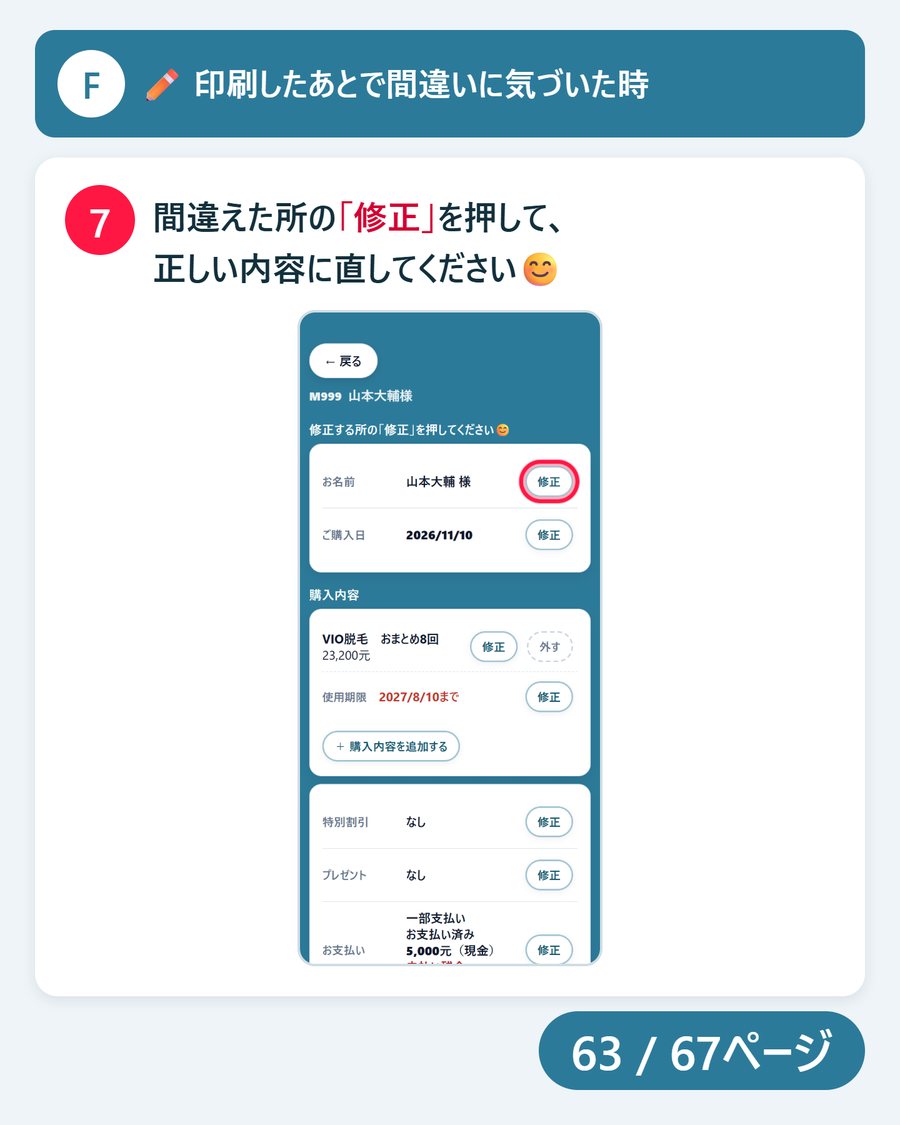 F ✏️ 印刷したあとで間違いに気づいた時
7 間違えた所の「修正」を押して、
正しい内容に直してください😊
← 戻る
M999 山本大輔様
修正する所の「修正」を押してください😊
お名前 山本大輔 様 修正
ご購入日 2026/11/10 修正
購入内容
VIO脱毛 おまとめ8回 修正 外す
23,200元
使用期限 2027/8/10まで 修正
＋ 購入内容を追加する
特別割引 なし 修正
プレゼント なし 修正
一部支払い
お支払い済み
お支払い 5,000元（現金） 修正
63 / 67ページ